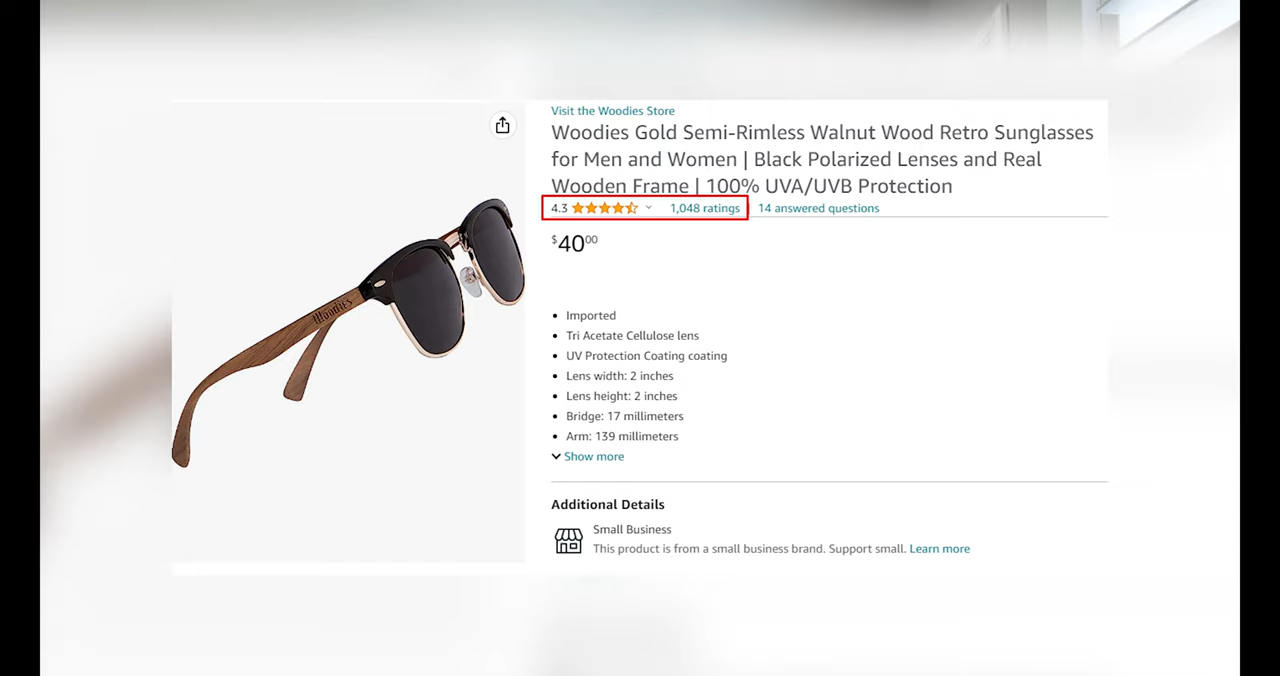 Visit the Woodies Store
Woodies Gold Semi-Rimless Walnut Wood Retro Sunglasses
for Men and Women | Black Polarized Lenses and Real
Wooden Frame | 100% UVA/UVB Protection
4.3 1,048 ratings 14 answered questions
$4000
Woodies
Imported
Tri Acetate Cellulose lens
UV Protection Coating coating
Lens width: 2 inches
Lens height: 2 inches
Bridge: 17 millimeters
Arm: 139 millimeters
Show more
Additional Details
Small Business
This product is from a small business brand. Support small. Learn more